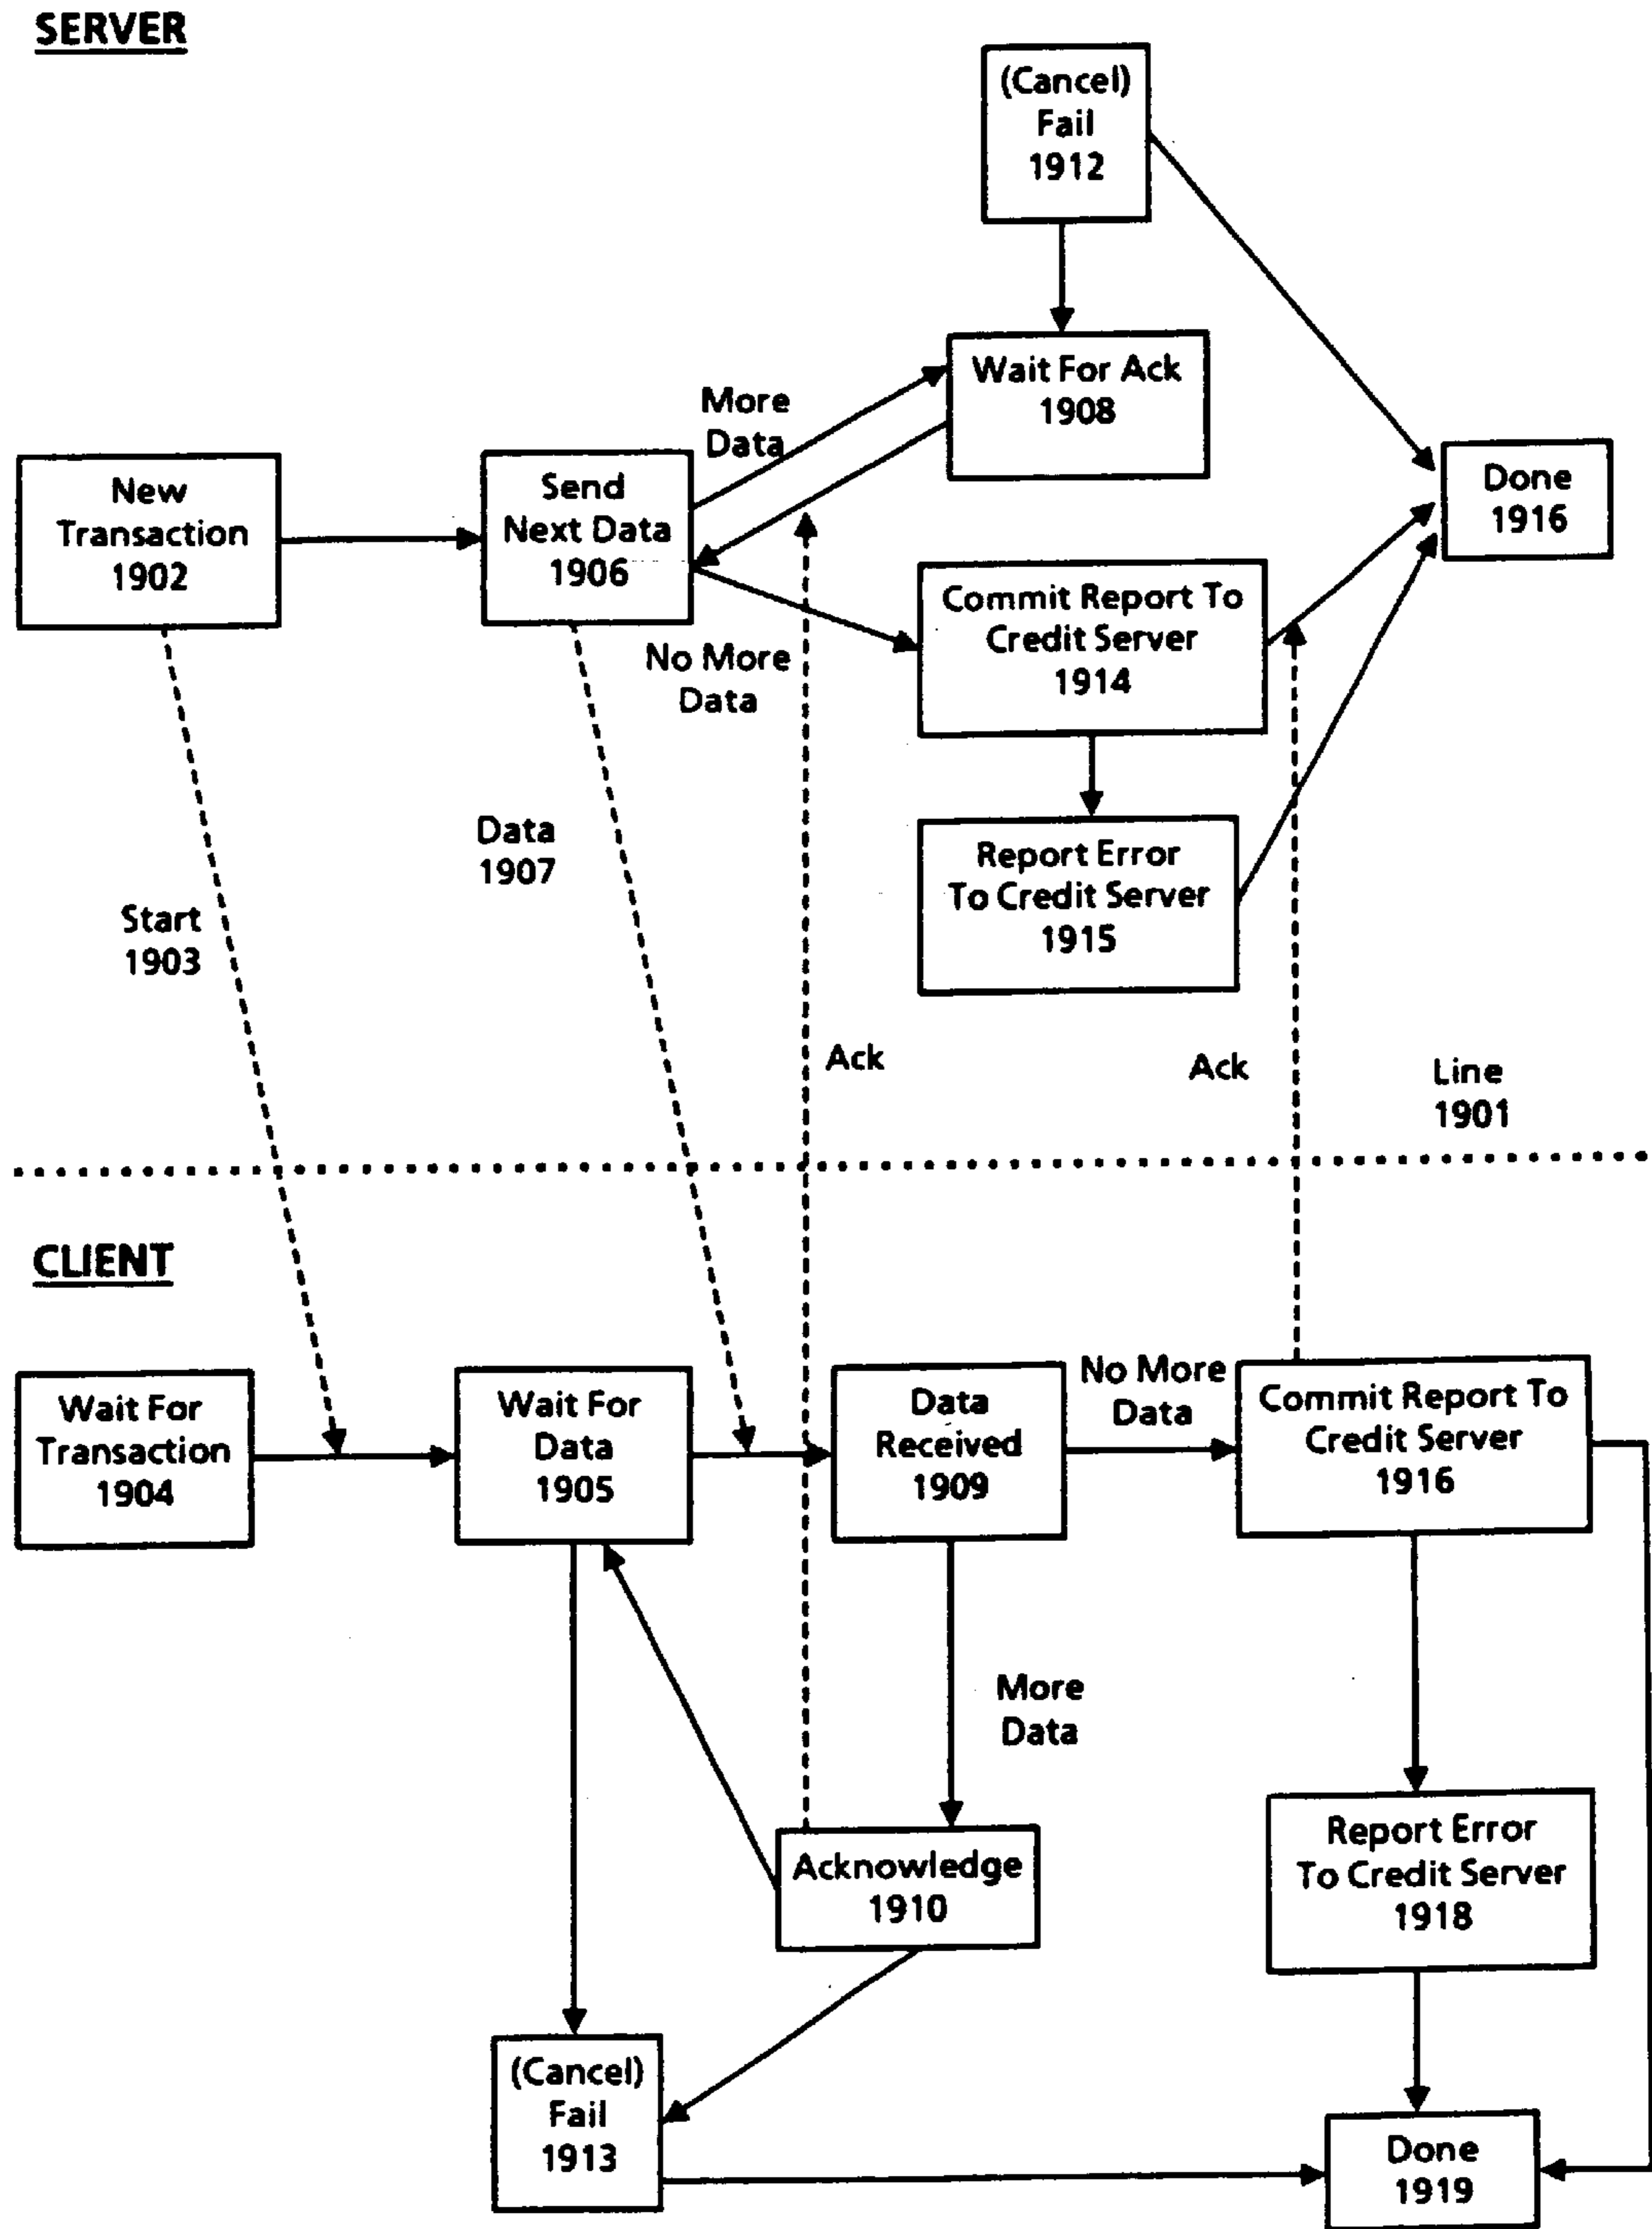 SERVER
(Cancel)
Fail
1912
Wait For Ack
1908
More
Data
New
Transaction
1902
Send
Next Data
1906
Done
1916
Commit Report To
Credit Server
1914
No More
Data
Report Error
To Credit Server
1915
Data
1907
Start
1903
Ack
Ack
Line
1901
CLIENT
Wait For
Transaction
1904
Wait For
Data
1905
Data
Received
1909
No More
Data
Commit Report To
Credit Server
1916
More
Data
Acknowledge
1910
Report Error
To Credit Server
1918
(Cancel)
Fail
1913
Done
1919